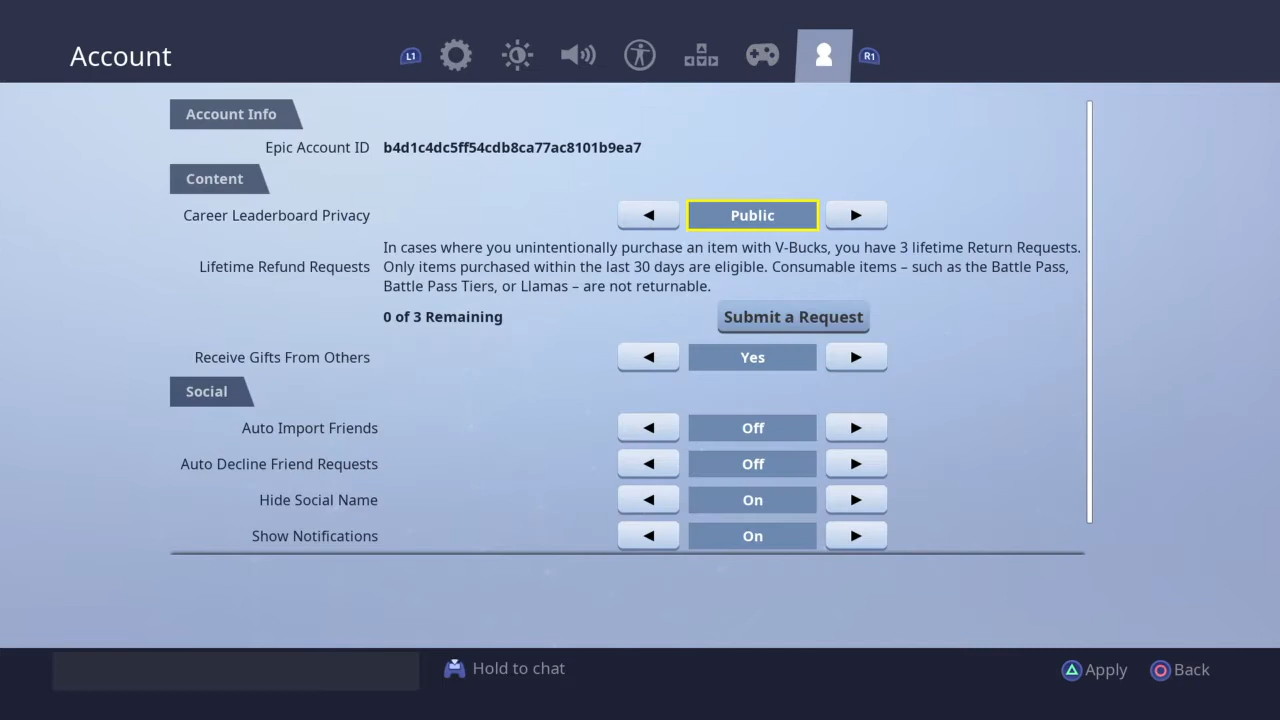 Account
L1
R1
Account Info
Epic Account ID b4d1c4dc5ff54cdb8ca77ac8101b9ea7
Content
Career Leaderboard Privacy Public
In cases where you unintentionally purchase an item with V-Bucks, you have 3 lifetime Return Requests.
Lifetime Refund Requests Only items purchased within the last 30 days are eligible. Consumable items – such as the Battle Pass,
Battle Pass Tiers, or Llamas – are not returnable.
0 of 3 Remaining Submit a Request
Receive Gifts From Others Yes
Social
Auto Import Friends Off
Auto Decline Friend Requests Off
Hide Social Name On
Show Notifications On
Hold to chat
Apply
Back